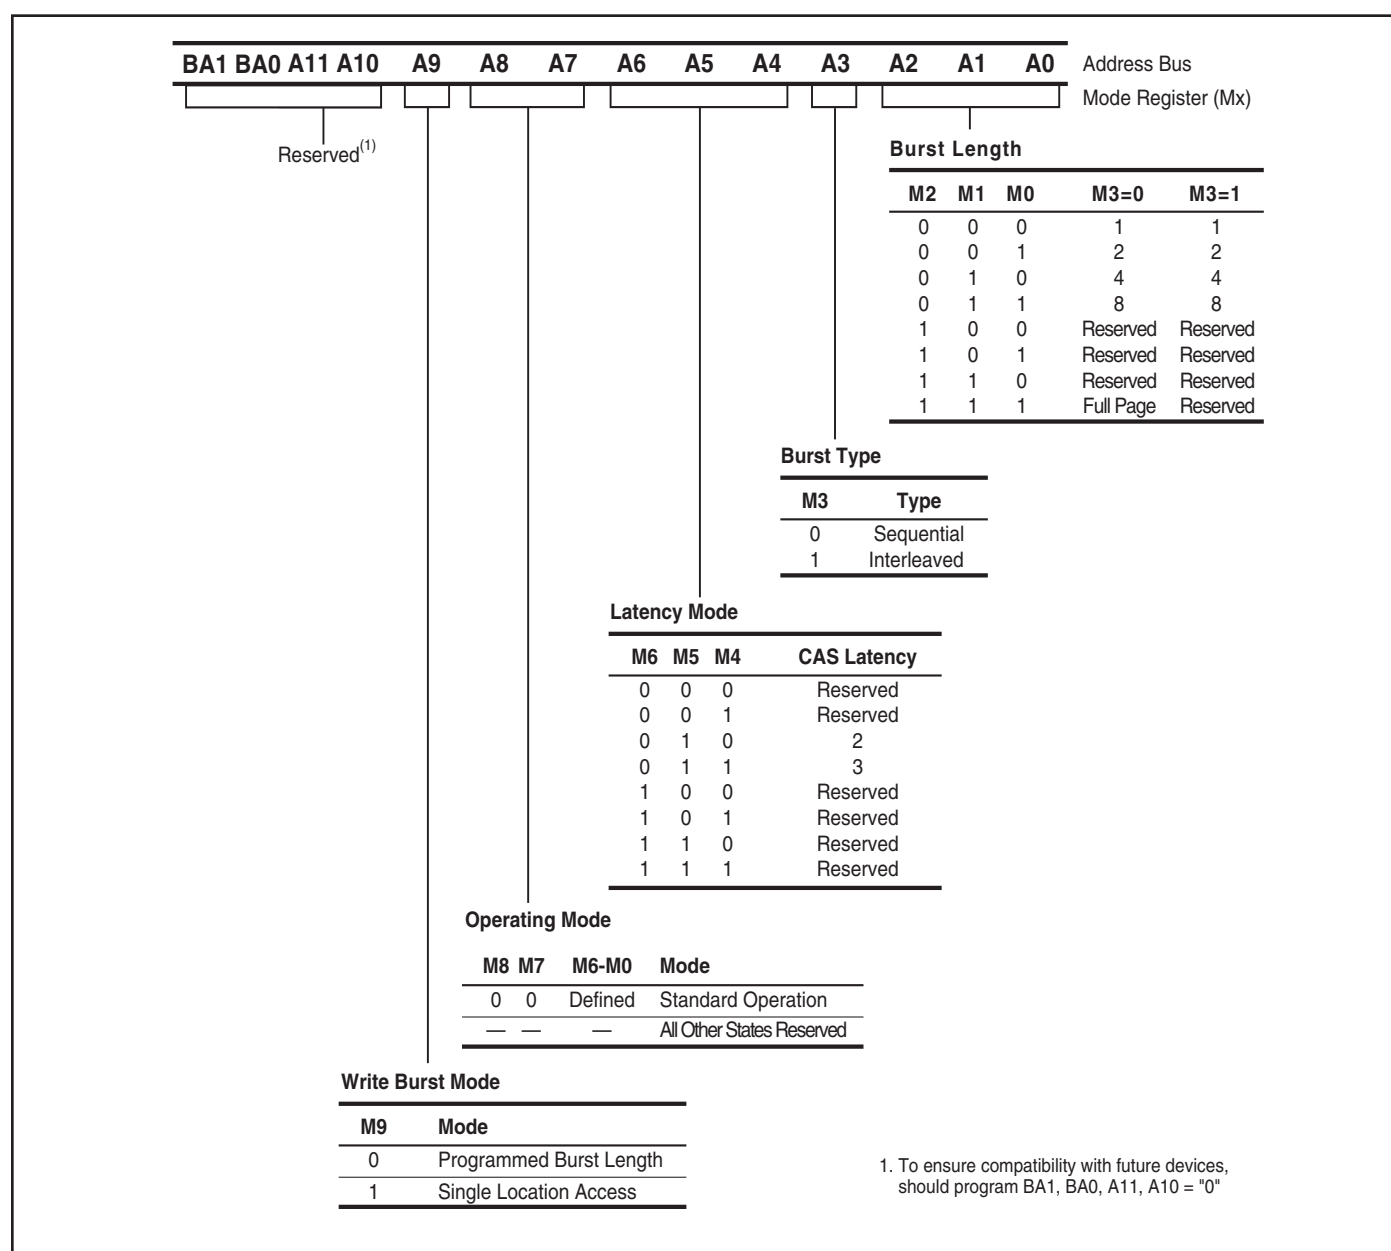 BA1 BA0 A11 A10 A9 A8 A7 A6 A5 A4 A3 A2 A1 A0 Address Bus
Mode Register (Mx)
Reserved(1)
Burst Length
M2 M1 M0 M3=0 M3=1
0 0 0 1 1
0 0 1 2 2
0 1 0 4 4
0 1 1 8 8
1 0 0 Reserved Reserved
1 0 1 Reserved Reserved
1 1 0 Reserved Reserved
1 1 1 Full Page Reserved
Burst Type
M3 Type
0 Sequential
1 Interleaved
Latency Mode
M6 M5 M4 CAS Latency
0 0 0 Reserved
0 0 1 Reserved
0 1 0 2
0 1 1 3
1 0 0 Reserved
1 0 1 Reserved
1 1 0 Reserved
1 1 1 Reserved
Operating Mode
M8 M7 M6-M0 Mode
0 0 Defined Standard Operation
— — — All Other States Reserved
Write Burst Mode
M9 Mode
0 Programmed Burst Length
1 Single Location Access
1. To ensure compatibility with future devices,
should program BA1, BA0, A11, A10 = "0"